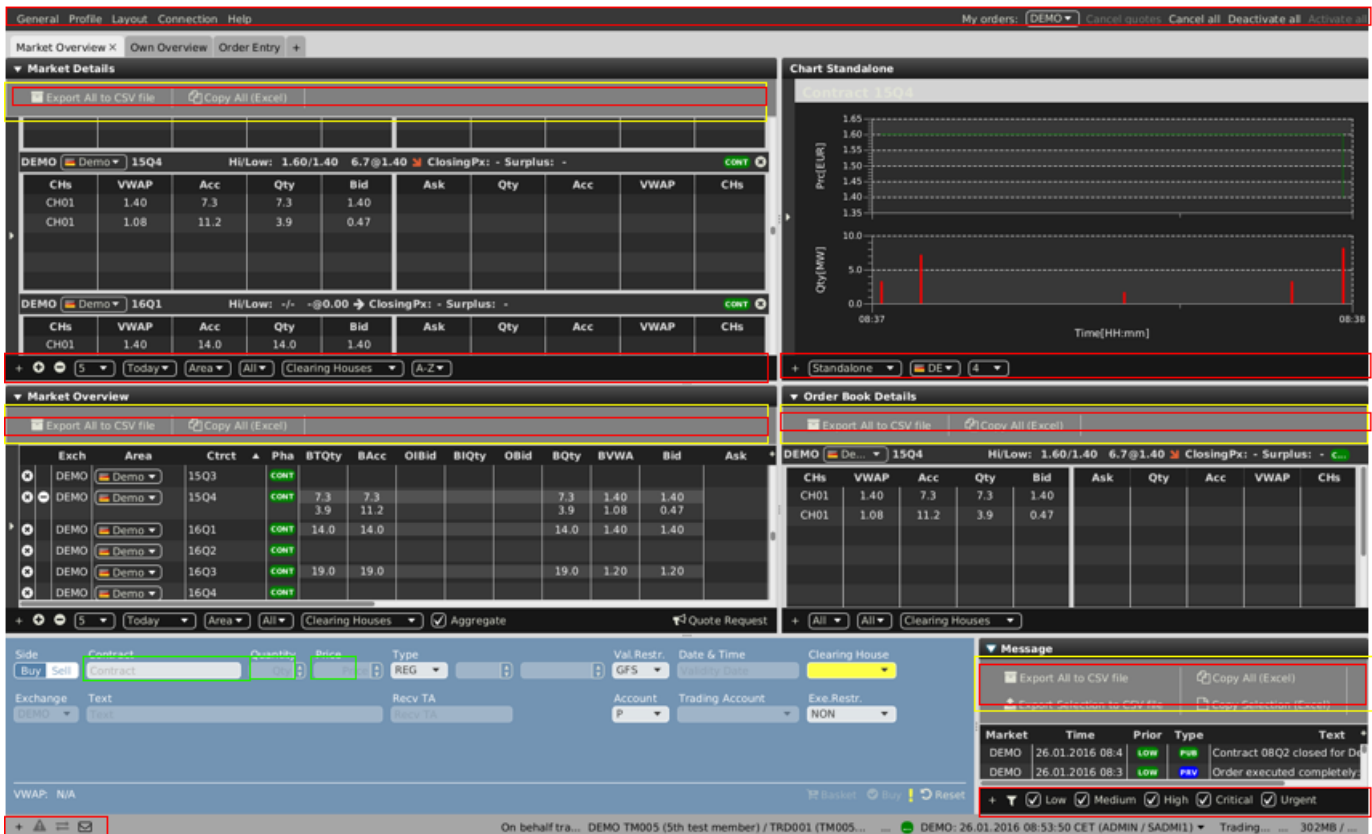 General Profile Layout Connection Help My orders: DEMO Cancel quotes Cancel all Deactivate all Activate all
Market Overview × Own Overview Order Entry +
Market Details
Export All to CSV file Copy All (Excel)
DEMO Demo 15Q4 Hi/Low: 1.60/1.40 6.7@1.40 ClosingPx: - Surplus: - CONT
CHs VWAP Acc Qty Bid Ask Qty Acc VWAP CHs
CH01 1.40 7.3 7.3 1.40
CH01 1.08 11.2 3.9 0.47
DEMO Demo 16Q1 Hi/Low: -/- -@0.00 ClosingPx: - Surplus: - CONT
CHs VWAP Acc Qty Bid Ask Qty Acc VWAP CHs
CH01 1.40 14.0 14.0 1.40
+ 5 Today Area All Clearing Houses A-Z
Chart Standalone
Contract 15Q4
Prc[EUR]
1.65
1.60
1.55
1.50
1.45
1.40
1.35
Qty[MW]
10.0
5.0
0.0
08:37 08:38
Time[HH:mm]
+ Standalone DE 4
Market Overview
Export All to CSV file Copy All (Excel)
Exch Area Ctrct Pha BTQty BAcc OIBid BIQty OBid BQty BVWA Bid Ask
DEMO Demo 15Q3 CONT
DEMO Demo 15Q4 CONT 7.3 7.3 7.3 1.40 1.40
3.9 11.2 3.9 1.08 0.47
DEMO Demo 16Q1 CONT 14.0 14.0 14.0 1.40 1.40
DEMO Demo 16Q2 CONT
DEMO Demo 16Q3 CONT 19.0 19.0 19.0 1.20 1.20
DEMO Demo 16Q4 CONT
+ 5 Today Area All Clearing Houses Aggregate Quote Request
Order Book Details
Export All to CSV file Copy All (Excel)
DEMO De... 15Q4 Hi/Low: 1.60/1.40 6.7@1.40 ClosingPx: - Surplus: - c...
CHs VWAP Acc Qty Bid Ask Qty Acc VWAP CHs
CH01 1.40 7.3 7.3 1.40
CH01 1.08 11.2 3.9 0.47
+ All All Clearing Houses
Side Contract Quantity Price Type Val.Restr. Date & Time Clearing House
Buy Sell Contract Qty REG GFS Validity Date
Exchange Text Recv TA Account Trading Account Exe.Restr.
DEMO Text Recv TA P NON
VWAP: N/A Basket Buy ! Reset
Message
Export All to CSV file Copy All (Excel)
Export Selection to CSV file Copy Selection (Excel)
Market Time Prior Type Text
DEMO 26.01.2016 08:4 LOW PUB Contract 08Q2 closed for De
DEMO 26.01.2016 08:3 LOW PRV Order executed completely:
+ Low Medium High Critical Urgent
+ On behalf tra... DEMO TM005 (5th test member) / TRD001 (TM005... ... DEMO: 26.01.2016 08:53:50 CET (ADMIN / SADMI1) Trading... ... 302MB / ...